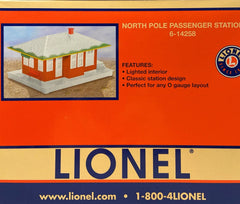 NORTH POLE PASSENGER STATION
6-14258
FEATURES:
• Lighted interior
• Classic station design
• Perfect for any O-gauge layout
LIONEL®
www.lionel.com • 1-800-4LIONEL